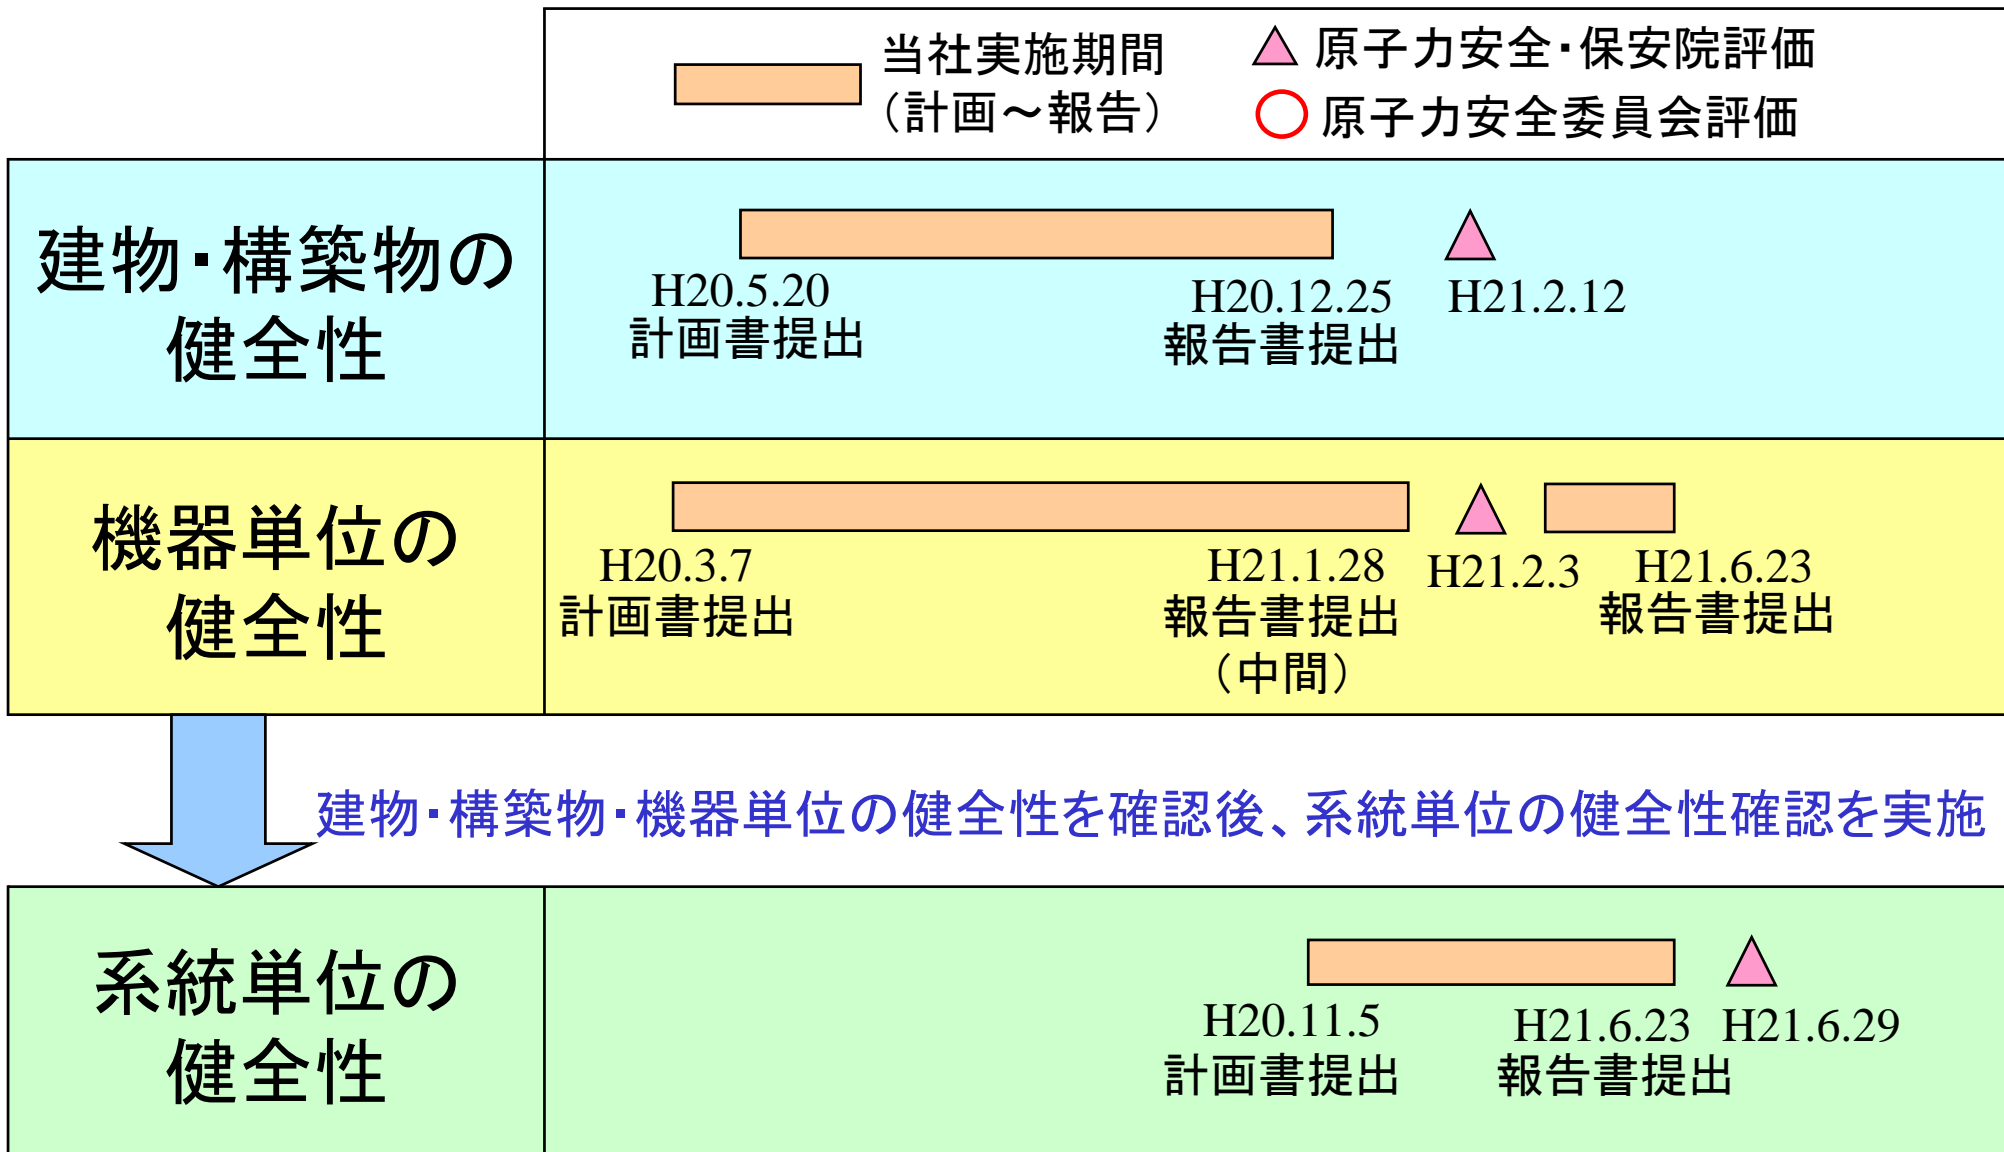 当社実施期間
（計画～報告）
原子力安全・保安院評価
原子力安全委員会評価
建物・構築物の
健全性
H20.5.20
計画書提出
H20.12.25
報告書提出
H21.2.12
機器単位の
健全性
H20.3.7
計画書提出
H21.1.28
報告書提出
（中間）
H21.2.3
H21.6.23
報告書提出
建物・構築物・機器単位の健全性を確認後、系統単位の健全性確認を実施
系統単位の
健全性
H20.11.5
計画書提出
H21.6.23
報告書提出
H21.6.29